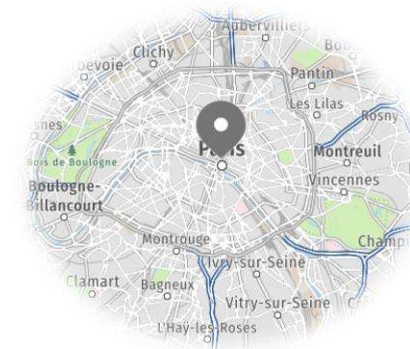 Aubervilliers
Clichy
Pantin
Les Lilas
Rosny
Bois de Boulogne
Paris
Montreuil
Vincennes
Boulogne-
Billancourt
Montrouge
Ivry-sur-Seine
Champ
Clamart
Bagneux
Vitry-sur-Seine
L'Haÿ-les-Roses